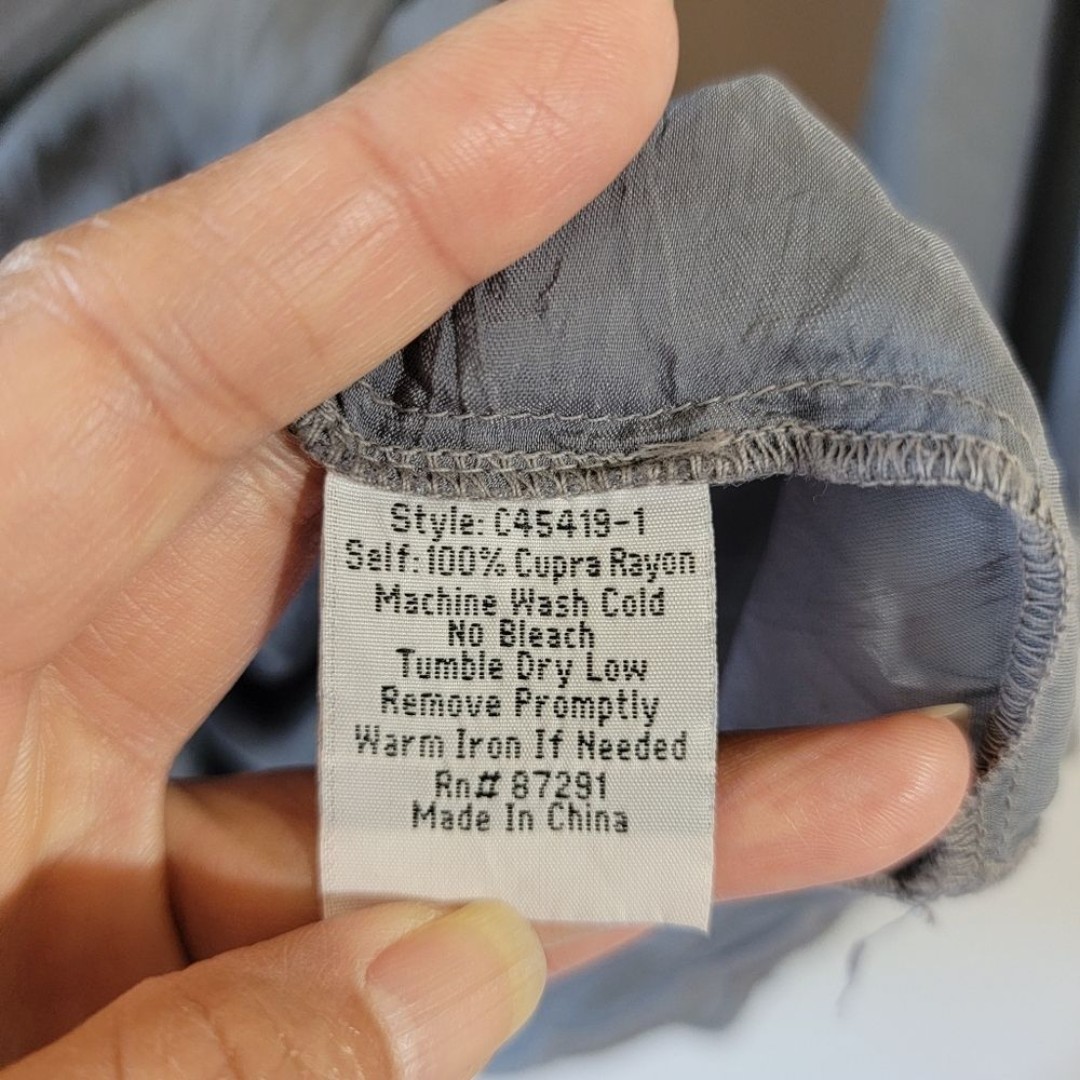 Style: C45419-1
Self: 100% Cupra Rayon
Machine Wash Cold
No Bleach
Tumble Dry Low
Remove Promptly
Warm Iron If Needed
Rn# 87291
Made In China